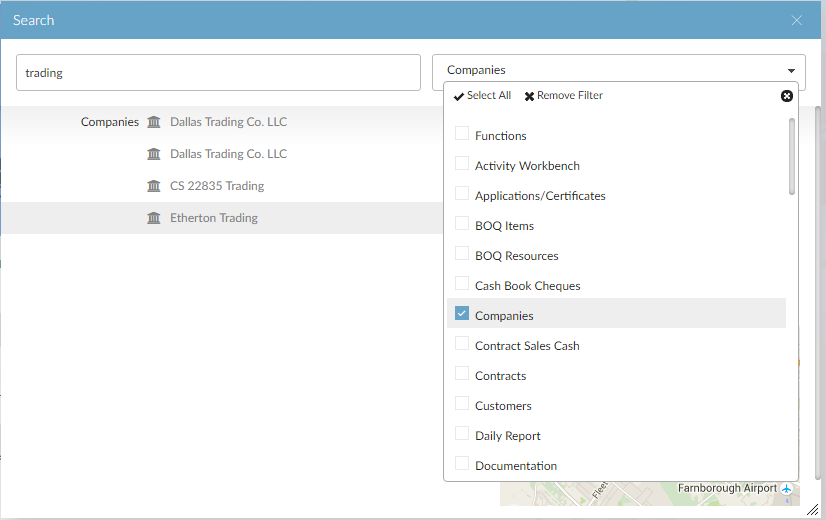 Search
trading
Companies
Select All Remove Filter
Companies Dallas Trading Co. LLC
Dallas Trading Co. LLC
CS 22835 Trading
Etherton Trading
Functions
Activity Workbench
Applications/Certificates
BOQ Items
BOQ Resources
Cash Book Cheques
Companies
Contract Sales Cash
Contracts
Customers
Daily Report
Documentation
Fleet
Farnborough Airport